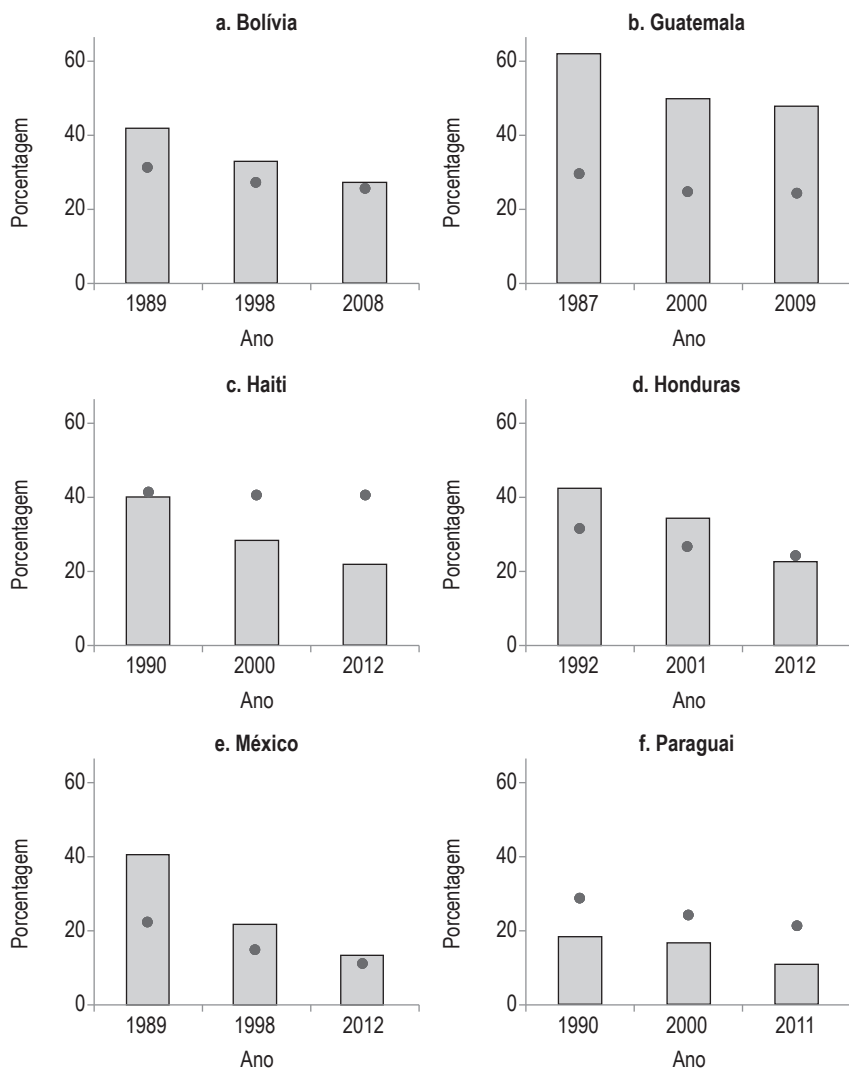 a. Bolívia
Porcentagem
60
40
20
0
1989 1998 2008
Ano
b. Guatemala
Porcentagem
60
40
20
0
1987 2000 2009
Ano
c. Haiti
Porcentagem
60
40
20
0
1990 2000 2012
Ano
d. Honduras
Porcentagem
60
40
20
0
1992 2001 2012
Ano
e. México
Porcentagem
60
40
20
0
1989 1998 2012
Ano
f. Paraguai
Porcentagem
60
40
20
0
1990 2000 2011
Ano